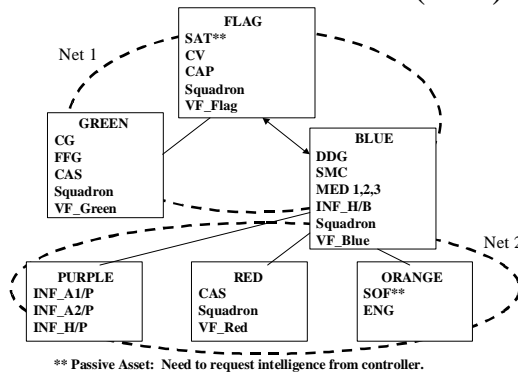 FLAG
SAT**
CV
CAP
Squadron
VF_Flag
Net 1
GREEN
CG
FFG
CAS
Squadron
VF_Green
BLUE
DDG
SMC
MED 1,2,3
INF_H/B
Squadron
VF_Blue
Net 2
PURPLE
INF_A1/P
INF_A2/P
INF_H/P
RED
CAS
Squadron
VF_Red
ORANGE
SOF**
ENG
** Passive Asset: Need to request intelligence from controller.